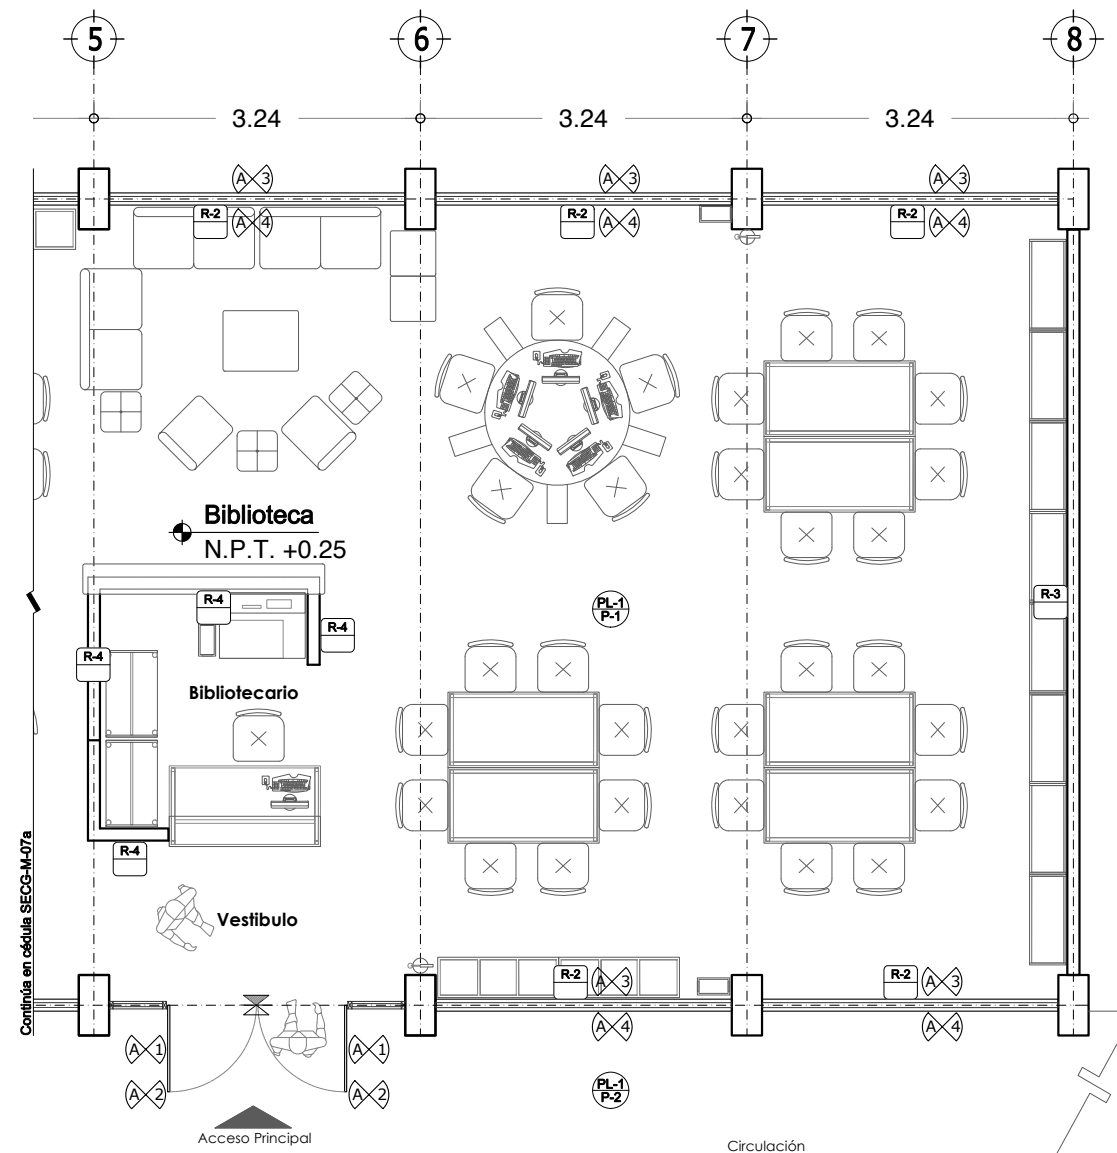 5 6 7 8
3.24 3.24 3.24
A 3 A 3 A 3
R-2 A 4 R-2 A 4 R-2 A 4
Biblioteca
N.P.T. +0.25
R-4
PL-1
P-1
R-3
R-4
R-4
Bibliotecario
R-4
Vestibulo
Continúa en cédula SECG-M-07a
R-2 A 3 R-2 A 3
A 4 A 4
A 1 A 1
A 2 A 2
PL-1
P-2
Acceso Principal
Circulación